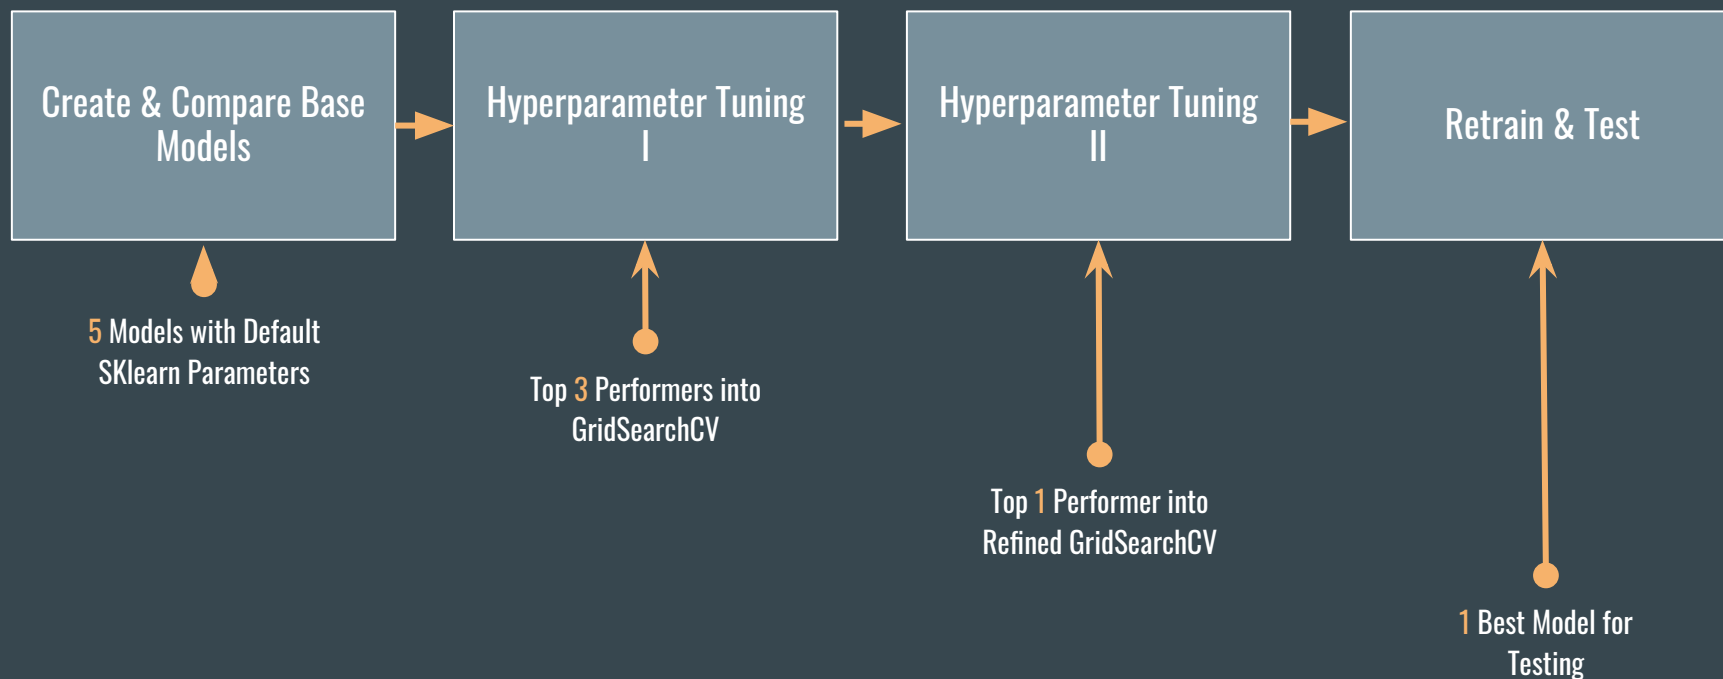 Create & Compare Base
Models
Hyperparameter Tuning
I
Hyperparameter Tuning
II
Retrain & Test
5 Models with Default
SKlearn Parameters
Top 3 Performers into
GridSearchCV
Top 1 Performer into
Refined GridSearchCV
1 Best Model for
Testing